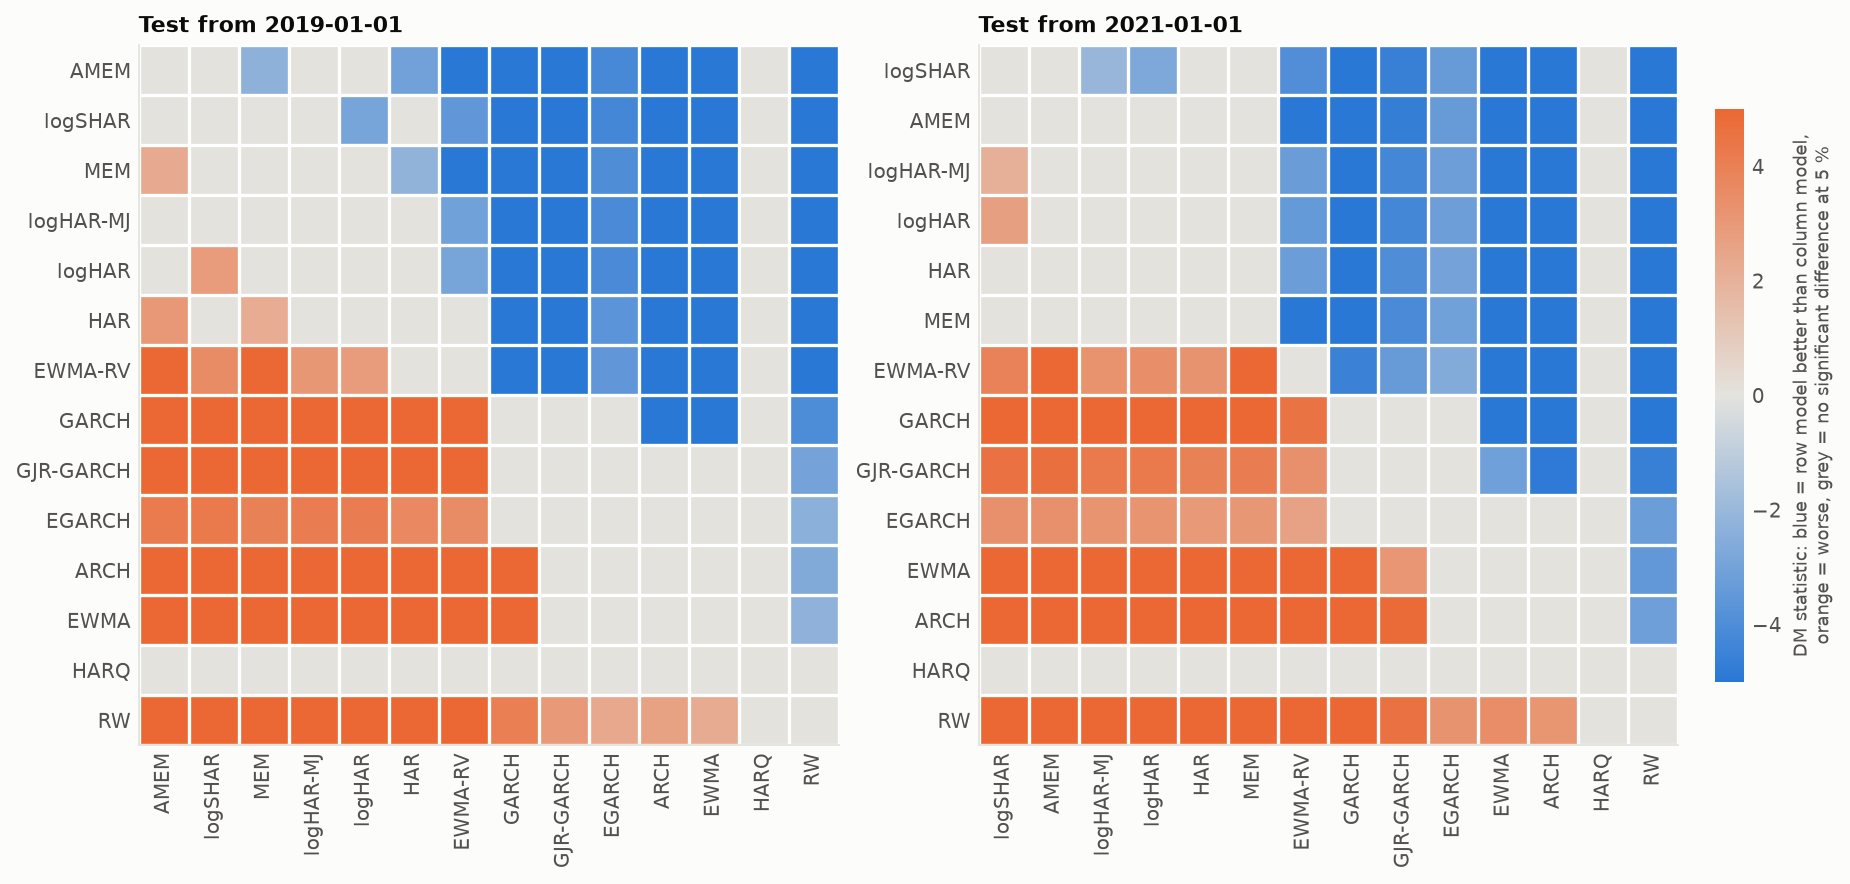 Test from 2019-01-01
AMEM
logSHAR
MEM
logHAR-MJ
logHAR
HAR
EWMA-RV
GARCH
GJR-GARCH
EGARCH
ARCH
EWMA
HARQ
RW
AMEM
logSHAR
MEM
logHAR-MJ
logHAR
HAR
EWMA-RV
GARCH
GJR-GARCH
EGARCH
ARCH
EWMA
HARQ
RW
Test from 2021-01-01
logSHAR
AMEM
logHAR-MJ
logHAR
HAR
MEM
EWMA-RV
GARCH
GJR-GARCH
EGARCH
EWMA
ARCH
HARQ
RW
logSHAR
AMEM
logHAR-MJ
logHAR
HAR
MEM
EWMA-RV
GARCH
GJR-GARCH
EGARCH
EWMA
ARCH
HARQ
RW
4
2
0
−2
−4
DM statistic: blue = row model better than column model,
orange = worse, grey = no significant difference at 5 %